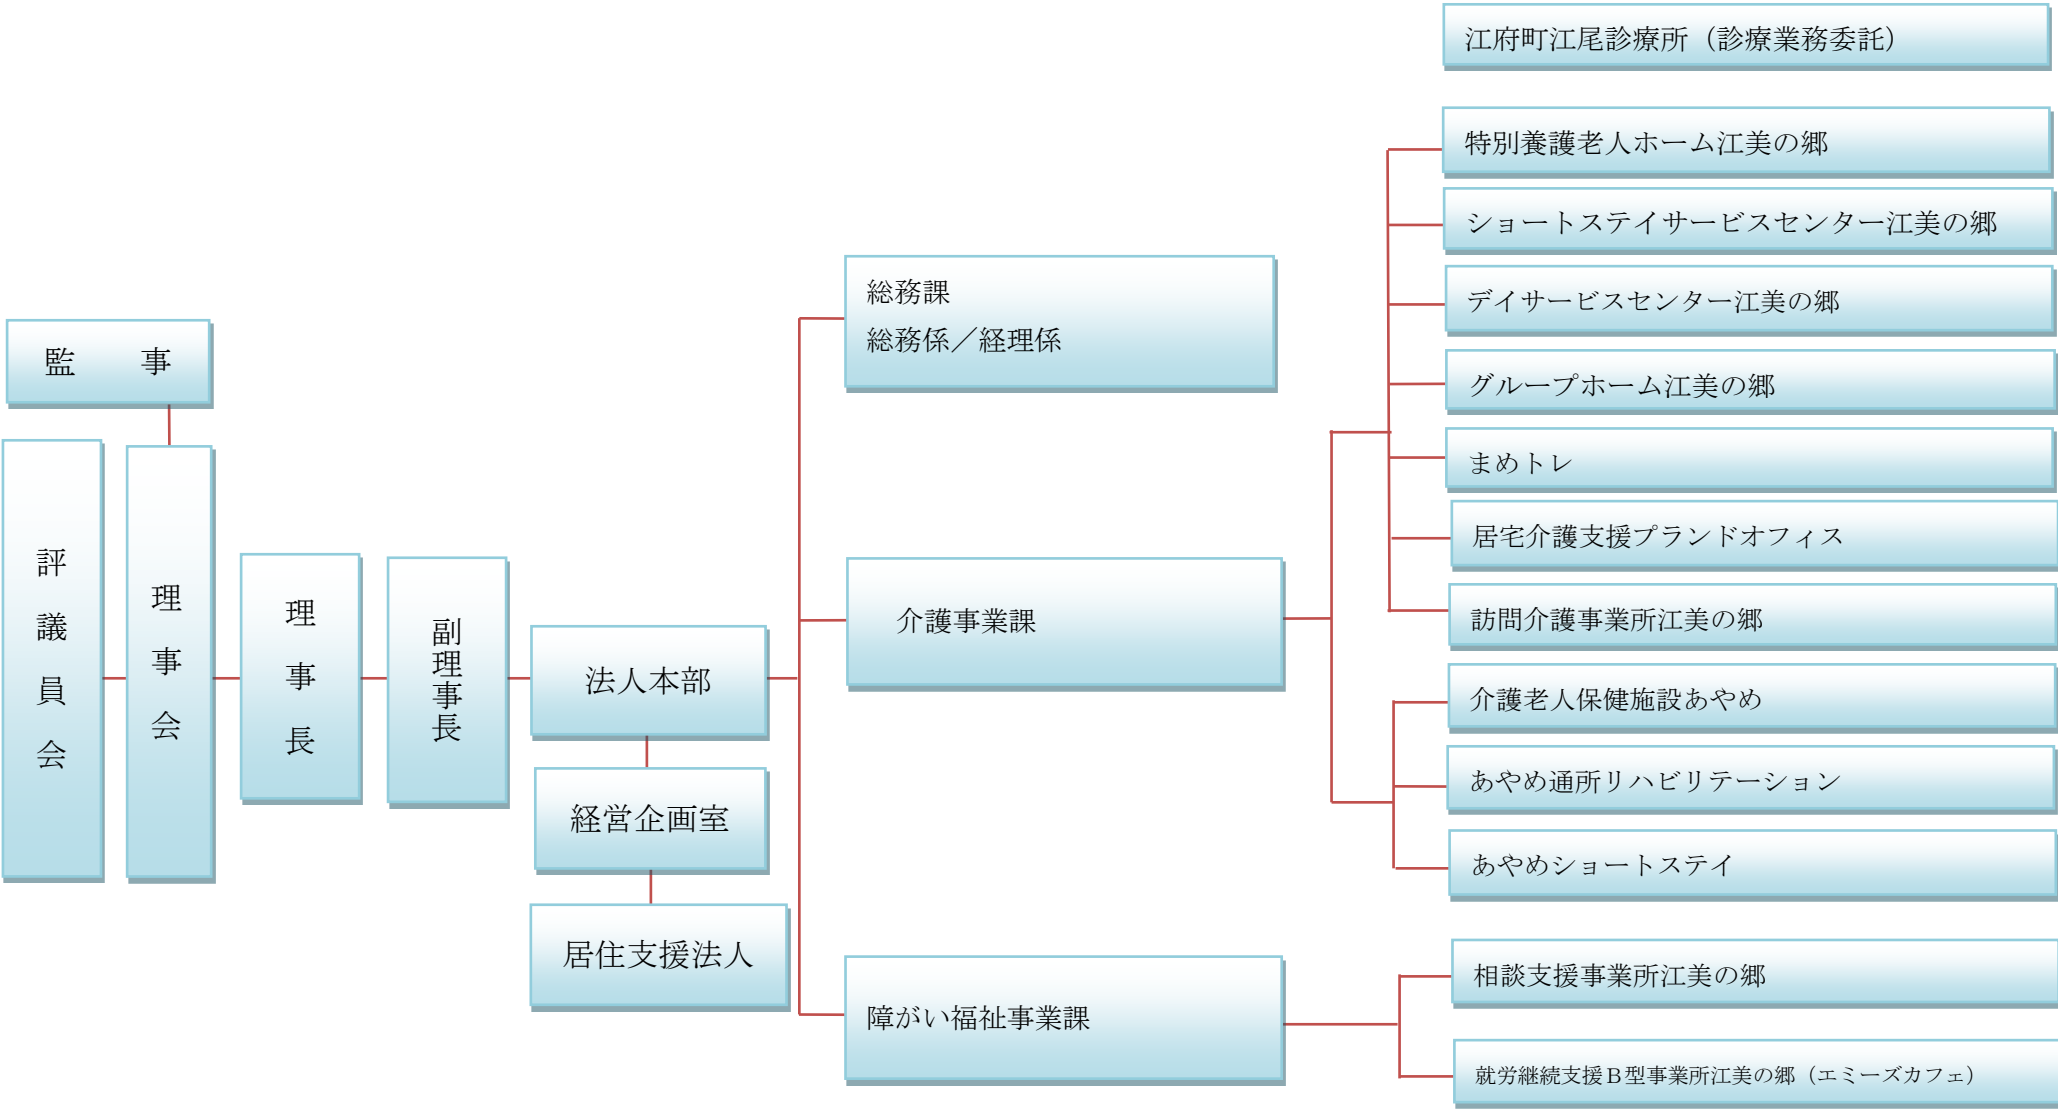 監　　事
評議員会
理事会
理事長
副理事長
法人本部
経営企画室
居住支援法人
総務課
総務係／経理係
介護事業課
障がい福祉事業課
江府町江尾診療所（診療業務委託）
特別養護老人ホーム江美の郷
ショートステイサービスセンター江美の郷
デイサービスセンター江美の郷
グループホーム江美の郷
まめトレ
居宅介護支援プランドオフィス
訪問介護事業所江美の郷
介護老人保健施設あやめ
あやめ通所リハビリテーション
あやめショートステイ
相談支援事業所江美の郷
就労継続支援Ｂ型事業所江美の郷（エミーズカフェ）